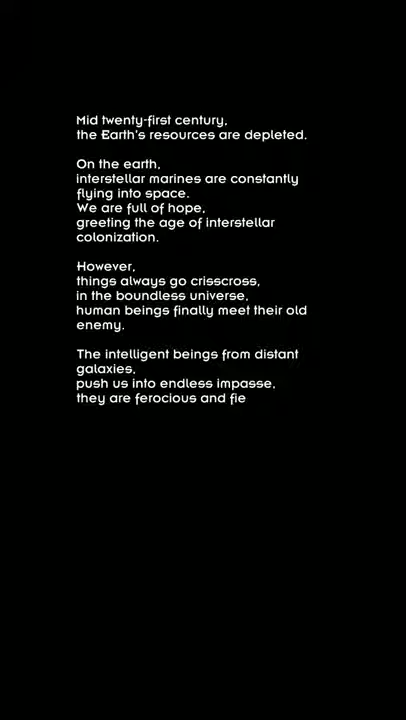 Mid twenty-first century,
the Earth's resources are depleted.
On the earth,
interstellar marines are constantly
flying into space.
We are full of hope,
greeting the age of interstellar
colonization.
However,
things always go crisscross,
in the boundless universe,
human beings finally meet their old
enemy.
The intelligent beings from distant
galaxies,
push us into endless impasse,
they are ferocious and fie